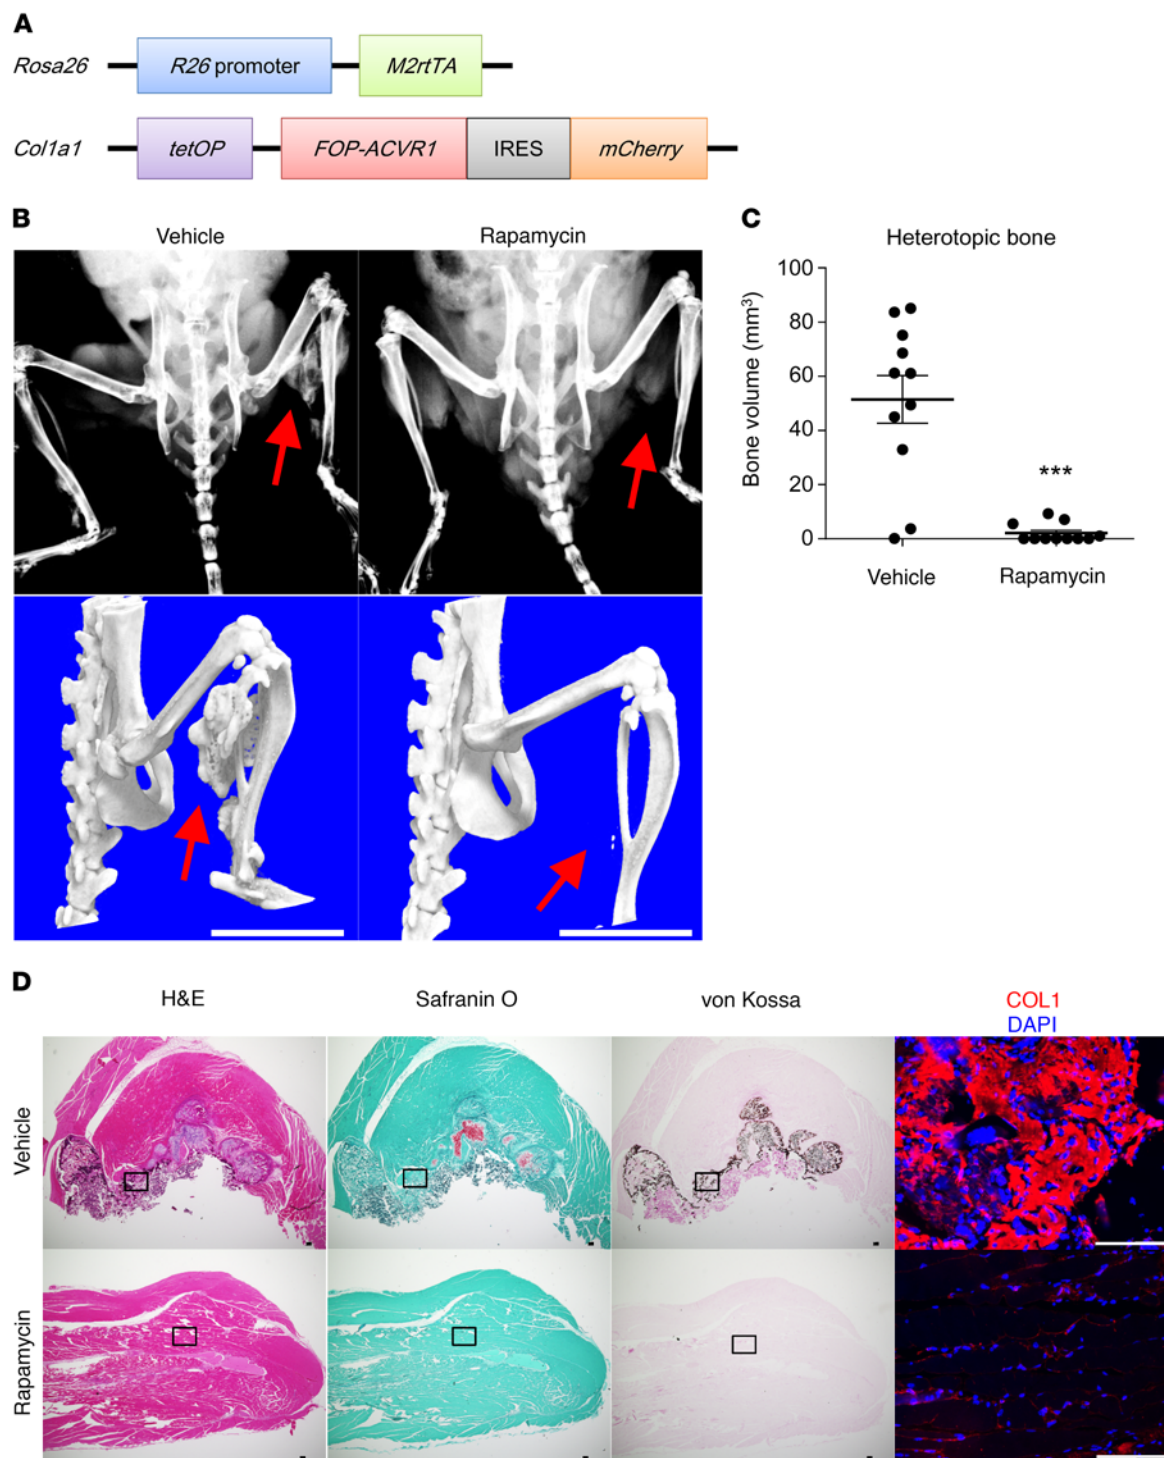 A
Rosa26 R26 promoter M2rtTA
Col1a1 tetOP FOP-ACVR1 IRES mCherry
B
Vehicle Rapamycin
C
Heterotopic bone
Bone volume (mm³)
100
80
60
40
20
0
***
Vehicle Rapamycin
D
H&E Safranin O von Kossa COL1
DAPI
Vehicle
Rapamycin